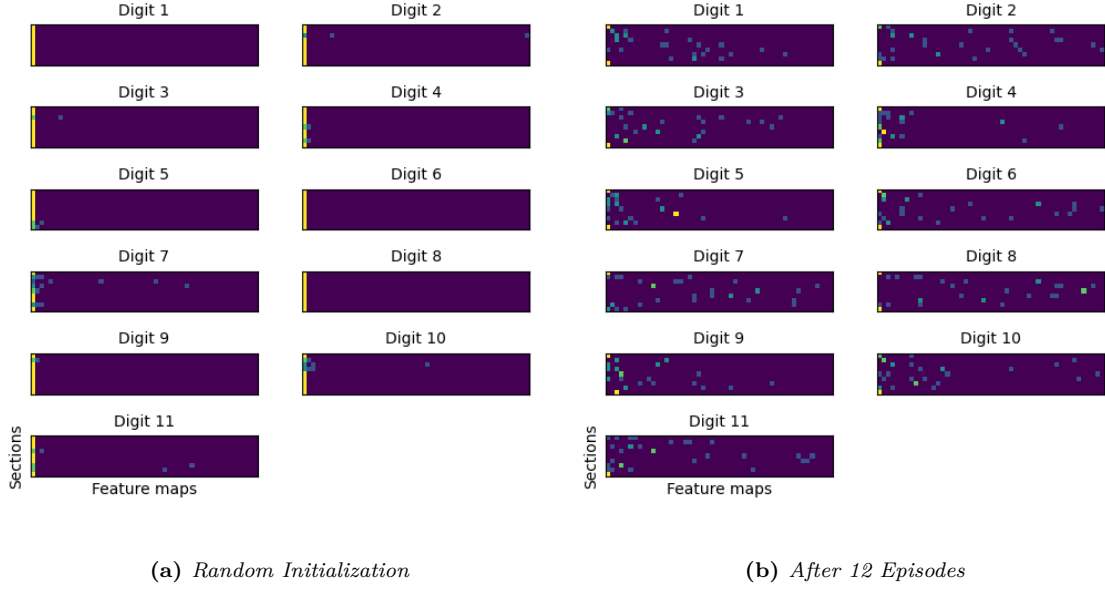 Digit 1
Digit 2
Digit 3
Digit 4
Digit 5
Digit 6
Digit 7
Digit 8
Digit 9
Digit 10
Digit 11
Sections
Feature maps
(a) Random Initialization
Digit 1
Digit 2
Digit 3
Digit 4
Digit 5
Digit 6
Digit 7
Digit 8
Digit 9
Digit 10
Digit 11
Sections
Feature maps
(b) After 12 Episodes